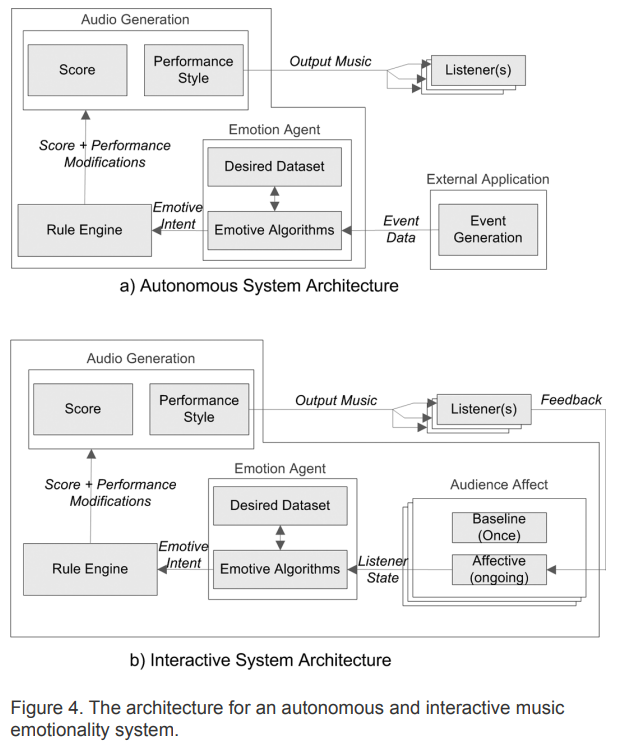 Audio Generation
Score
Performance
Style
Output Music
Listener(s)
Score + Performance
Modifications
Emotion Agent
Desired Dataset
Emotive Algorithms
Rule Engine
Emotive
Intent
Event
Data
External Application
Event
Generation
a) Autonomous System Architecture
Audio Generation
Score
Performance
Style
Output Music
Listener(s)
Feedback
Score + Performance
Modifications
Emotion Agent
Desired Dataset
Emotive Algorithms
Rule Engine
Emotive
Intent
Listener
State
Audience Affect
Baseline
(Once)
Affective
(ongoing)
b) Interactive System Architecture
Figure 4. The architecture for an autonomous and interactive music
emotionality system.